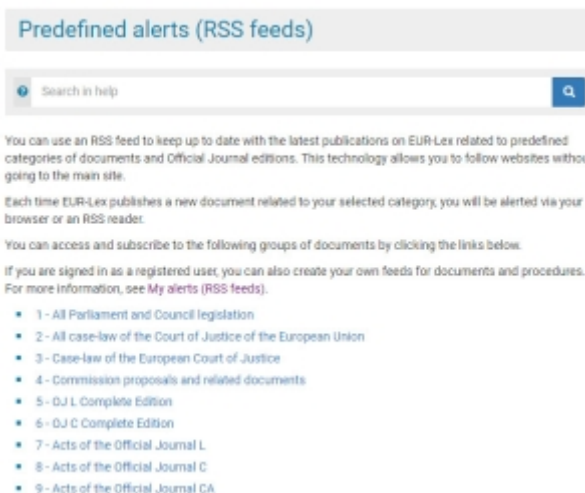 Predefined alerts (RSS feeds)
Search in help
You can use an RSS feed to keep up to date with the latest publications on EUR-Lex related to predefined
categories of documents and Official Journal editions. This technology allows you to follow websites withou
going to the main site.
Each time EUR-Lex publishes a new document related to your selected category, you will be alerted via your
browser or an RSS reader.
You can access and subscribe to the following groups of documents by clicking the links below.
If you are signed in as a registered user, you can also create your own feeds for documents and procedures.
For more information, see My alerts (RSS feeds).
1 - All Parliament and Council legislation
2 - All case-law of the Court of Justice of the European Union
3 - Case-law of the European Court of Justice
4 - Commission proposals and related documents
5 - OJ L Complete Edition
6 - OJ C Complete Edition
7 - Acts of the Official Journal L
8 - Acts of the Official Journal C
9 - Acts of the Official Journal CA